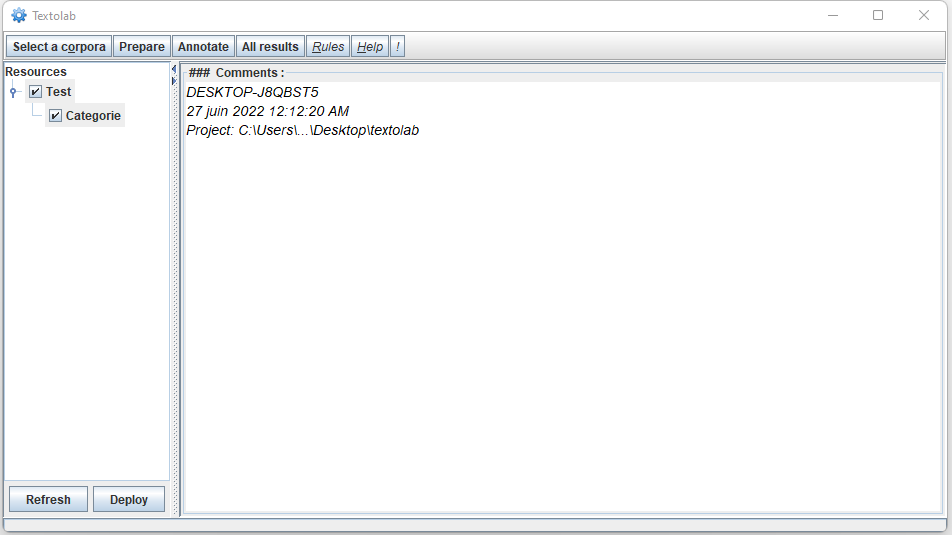 Textolab
Select a corpora Prepare Annotate All results Rules Help !
Resources
Test
Categorie
Refresh Deploy
### Comments :
DESKTOP-J8QBST5
27 juin 2022 12:12:20 AM
Project: C:\Users\...\Desktop\textolab